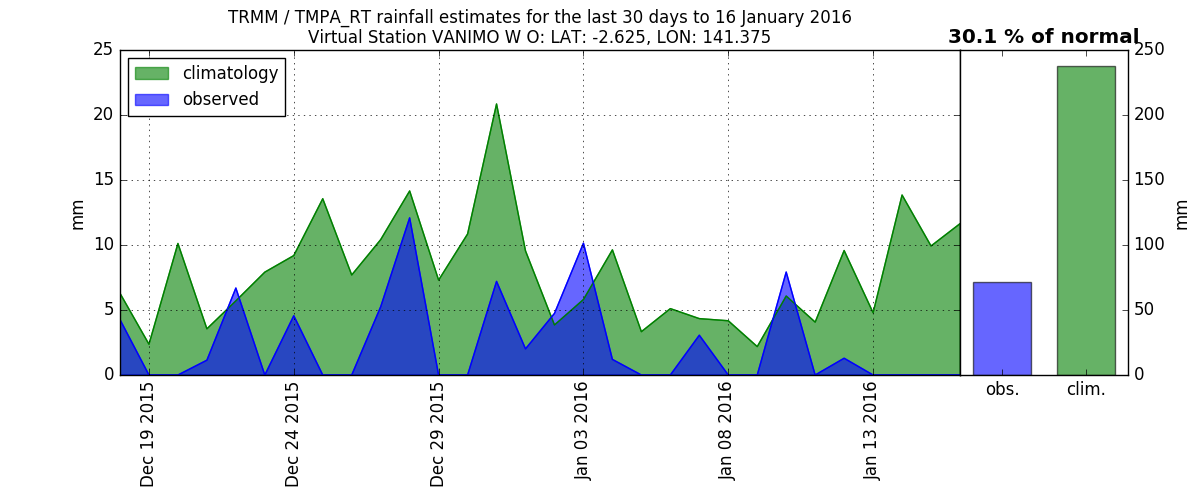 TRMM / TMPA_RT rainfall estimates for the last 30 days to 16 January 2016
Virtual Station VANIMO W O: LAT: -2.625, LON: 141.375
30.1 % of normal
climatology
observed
25
20
15
10
5
0
mm
Dec 19 2015
Dec 24 2015
Dec 29 2015
Jan 03 2016
Jan 08 2016
Jan 13 2016
250
200
150
100
50
0
mm
obs.
clim.